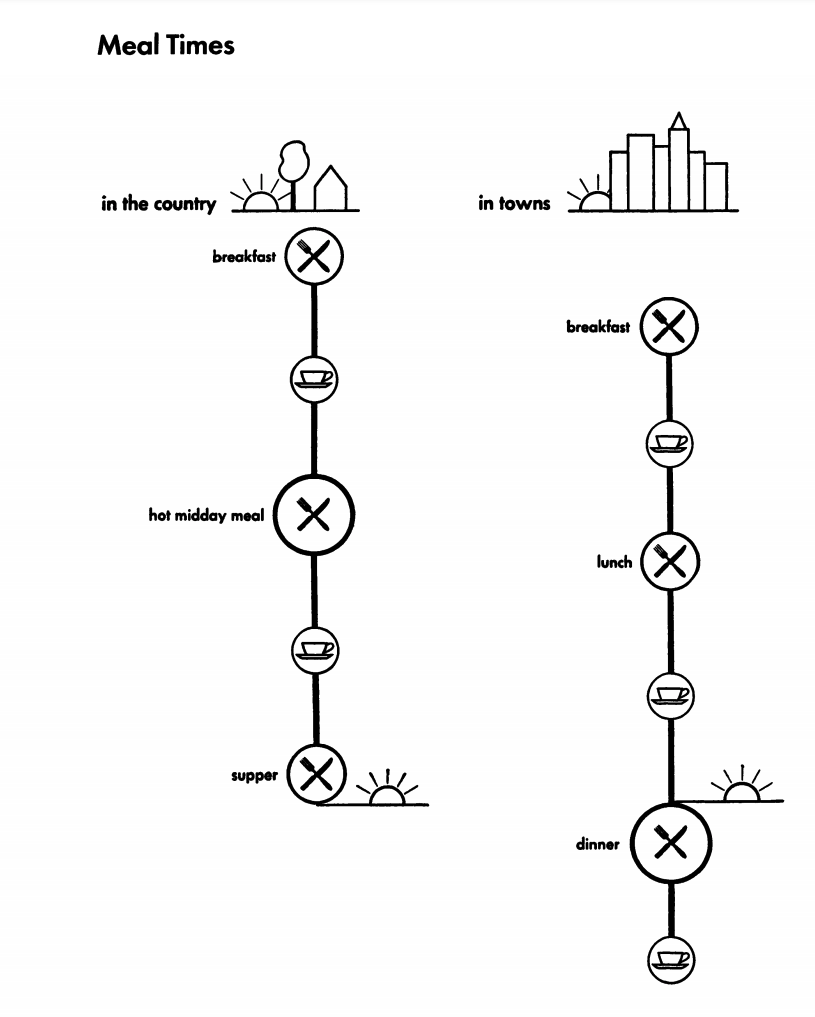 Meal Times
in the country
breakfast
hot midday meal
supper
in towns
breakfast
lunch
dinner